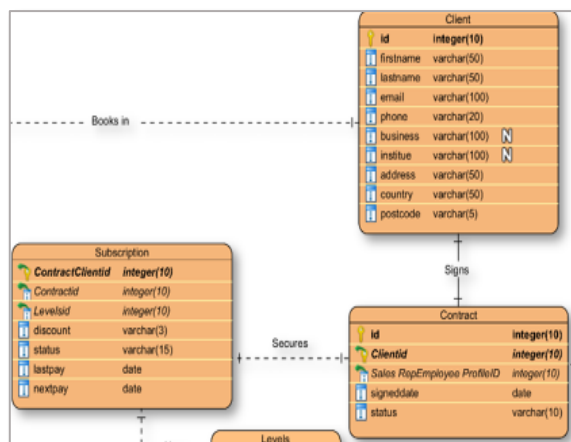 Client
id integer(10)
firstname varchar(50)
lastname varchar(50)
email varchar(100)
phone varchar(20)
business varchar(100) N
institue varchar(100) N
address varchar(50)
country varchar(50)
postcode varchar(5)
Books in
Signs
Subscription
ContractClientid integer(10)
Contractid integer(10)
Levelsid integer(10)
discount varchar(3)
status varchar(15)
lastpay date
nextpay date
Secures
Contract
id integer(10)
Clientid integer(10)
Sales RepEmployee ProfileID integer(10)
signeddate date
status varchar(10)
Levels